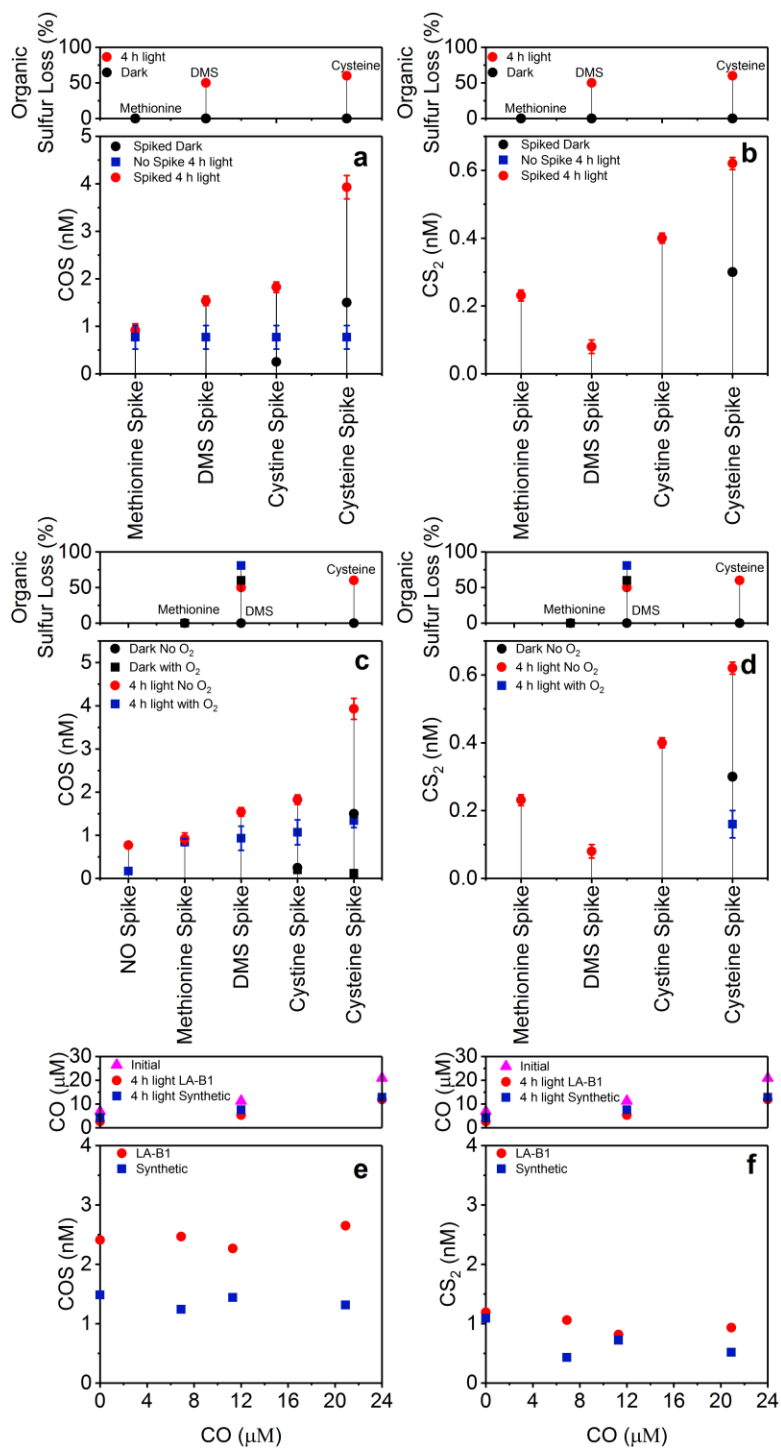 Organic
Sulfur Loss (%)
100
75
50
25
0
4 h light
Dark
Methionine
DMS
Cysteine
COS (nM)
5
4
3
2
1
0
Spiked Dark
No Spike 4 h light
Spiked 4 h light
a
Methionine Spike
DMS Spike
Cystine Spike
Cysteine Spike
Organic
Sulfur Loss (%)
100
75
50
25
0
4 h light
Dark
Methionine
DMS
Cysteine
CS2 (nM)
0.6
0.4
0.2
0.0
Spiked Dark
No Spike 4 h light
Spiked 4 h light
b
Methionine Spike
DMS Spike
Cystine Spike
Cysteine Spike
Organic
Sulfur Loss (%)
100
75
50
25
0
Methionine
DMS
Cysteine
COS (nM)
5
4
3
2
1
0
Dark No O2
Dark with O2
4 h light No O2
4 h light with O2
c
NO Spike
Methionine Spike
DMS Spike
Cystine Spike
Cysteine Spike
Organic
Sulfur Loss (%)
100
75
50
25
0
Methionine
DMS
Cysteine
CS2 (nM)
0.6
0.4
0.2
0.0
Dark No O2
4 h light No O2
4 h light with O2
d
Methionine Spike
DMS Spike
Cystine Spike
Cysteine Spike
CO (μM)
30
20
10
0
Initial
4 h light LA-B1
4 h light Synthetic
COS (nM)
4
3
2
1
0
LA-B1
Synthetic
e
0 4 8 12 16 20 24
CO (μM)
CO (μM)
30
20
10
0
Initial
4 h light LA-B1
4 h light Synthetic
CS2 (nM)
4
3
2
1
0
LA-B1
Synthetic
f
0 4 8 12 16 20 24
CO (μM)